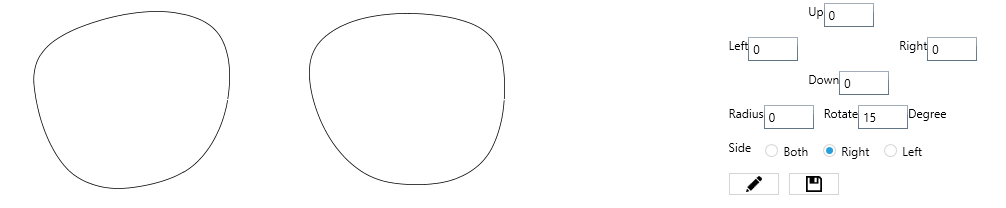 Up 0
Left 0 Right 0
Down 0
Radius 0 Rotate 15 Degree
Side Both Right Left